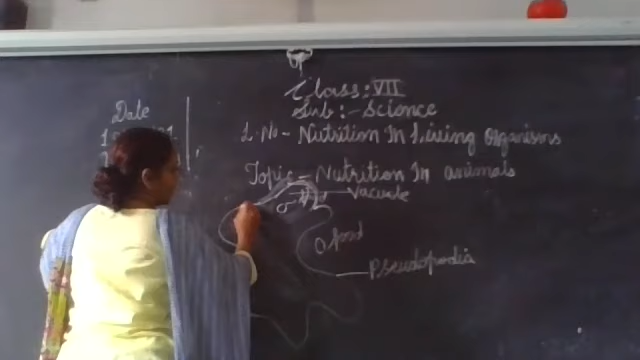 Class: VII
Date
Sub :- Science
L. No - Nutrition In Living Organisms
Topic - Nutrition In animals
Vacuole
food
Pseudopodia